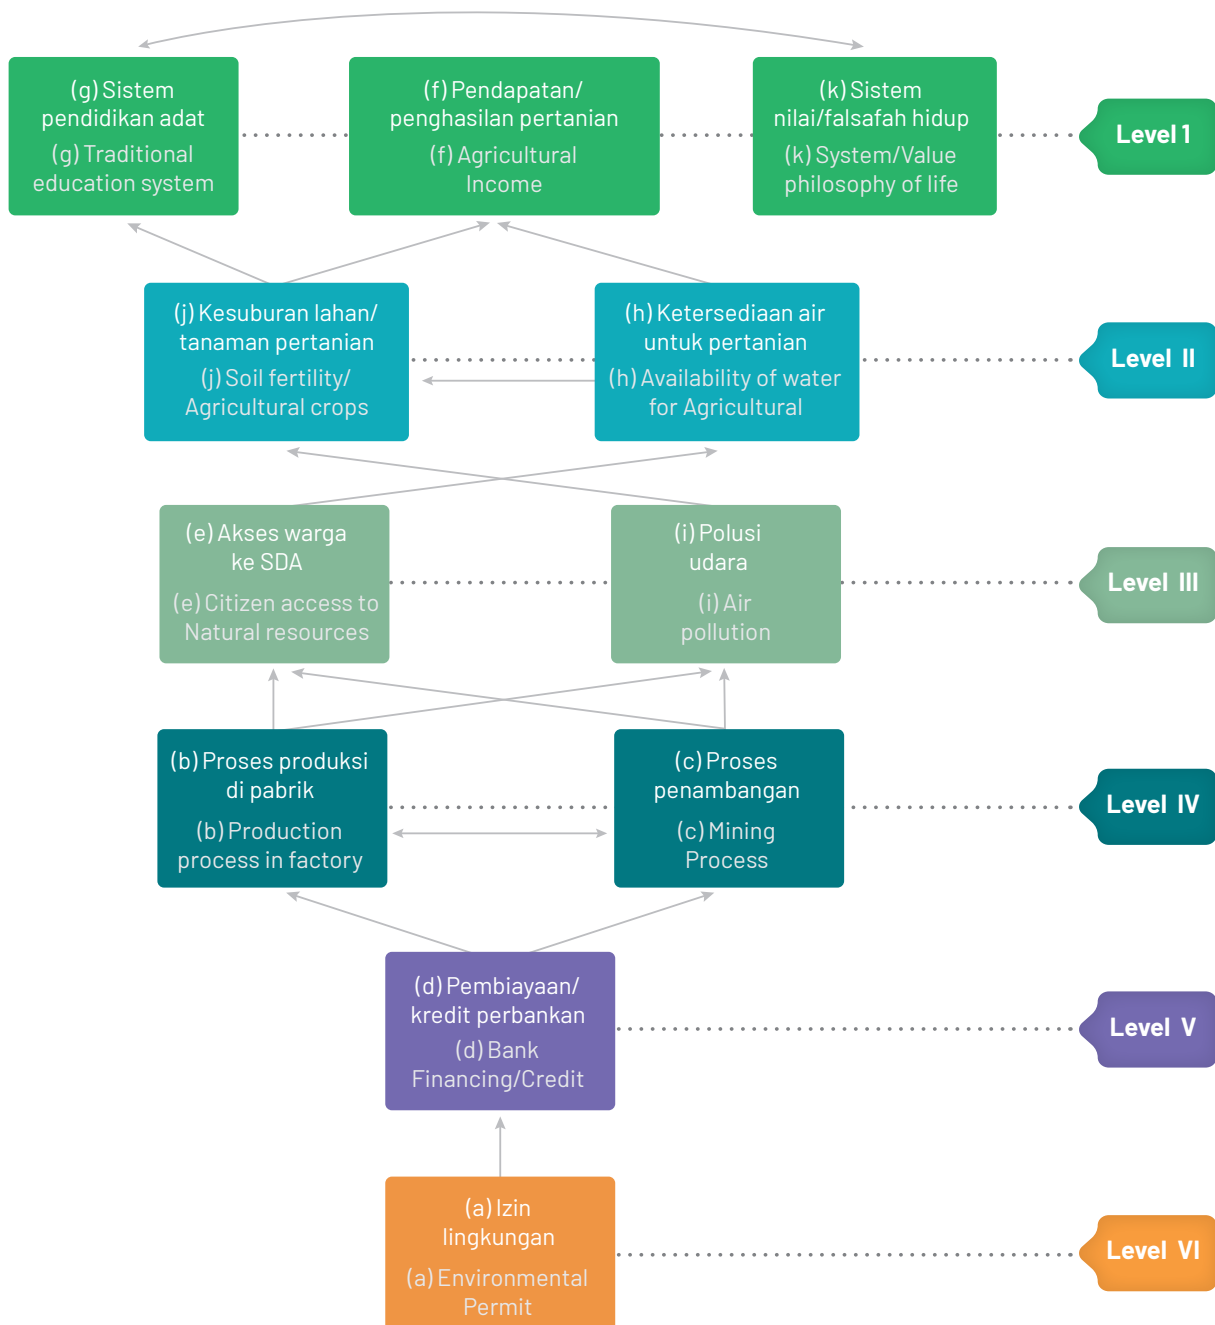 (g) Sistem
pendidikan adat
(g) Traditional
education system
(f) Pendapatan/
penghasilan pertanian
(f) Agricultural
Income
(k) Sistem
nilai/falsafah hidup
(k) System/Value
philosophy of life
Level 1
(j) Kesuburan lahan/
tanaman pertanian
(j) Soil fertility/
Agricultural crops
(h) Ketersediaan air
untuk pertanian
(h) Availability of water
for Agricultural
Level II
(e) Akses warga
ke SDA
(e) Citizen access to
Natural resources
(i) Polusi
udara
(i) Air
pollution
Level III
(b) Proses produksi
di pabrik
(b) Production
process in factory
(c) Proses
penambangan
(c) Mining
Process
Level IV
(d) Pembiayaan/
kredit perbankan
(d) Bank
Financing/Credit
Level V
(a) Izin
lingkungan
(a) Environmental
Permit
Level VI